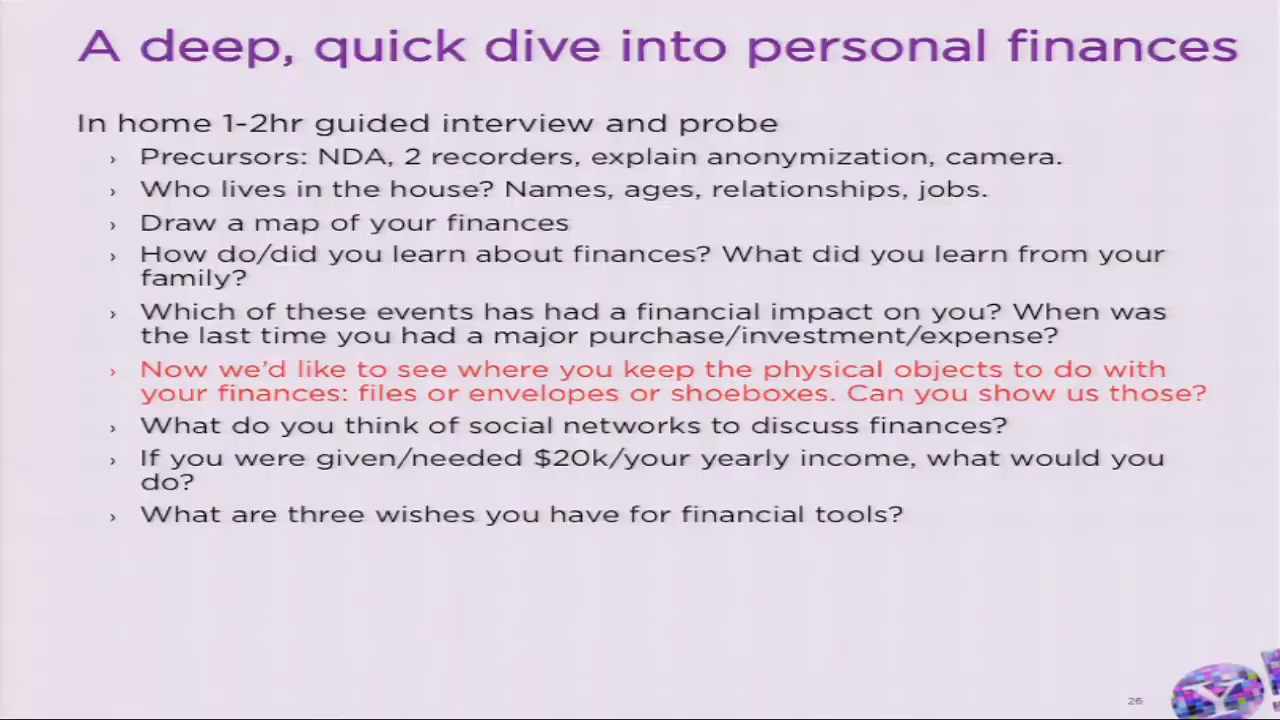 A deep, quick dive into personal finances
In home 1-2hr guided interview and probe
› Precursors: NDA, 2 recorders, explain anonymization, camera.
› Who lives in the house? Names, ages, relationships, jobs.
› Draw a map of your finances
› How do/did you learn about finances? What did you learn from your
family?
› Which of these events has had a financial impact on you? When was
the last time you had a major purchase/investment/expense?
› Now we'd like to see where you keep the physical objects to do with
your finances: files or envelopes or shoeboxes. Can you show us those?
› What do you think of social networks to discuss finances?
› If you were given/needed $20k/your yearly income, what would you
do?
› What are three wishes you have for financial tools?
26
Y!